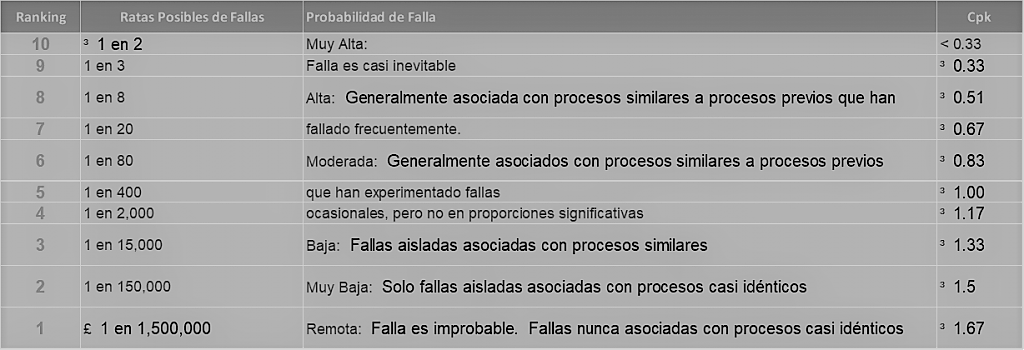 Ranking Ratas Posibles de Fallas Probabilidad de Falla Cpk
10 ³ 1 en 2 Muy Alta: < 0.33
9 1 en 3 Falla es casi inevitable ³ 0.33
8 1 en 8 Alta: Generalmente asociada con procesos similares a procesos previos que han ³ 0.51
7 1 en 20 fallado frecuentemente. ³ 0.67
6 1 en 80 Moderada: Generalmente asociados con procesos similares a procesos previos ³ 0.83
5 1 en 400 que han experimentado fallas ³ 1.00
4 1 en 2,000 ocasionales, pero no en proporciones significativas ³ 1.17
3 1 en 15,000 Baja: Fallas aisladas asociadas con procesos similares ³ 1.33
2 1 en 150,000 Muy Baja: Solo fallas aisladas asociadas con procesos casi idénticos ³ 1.5
1 £ 1 en 1,500,000 Remota: Falla es improbable. Fallas nunca asociadas con procesos casi idénticos ³ 1.67